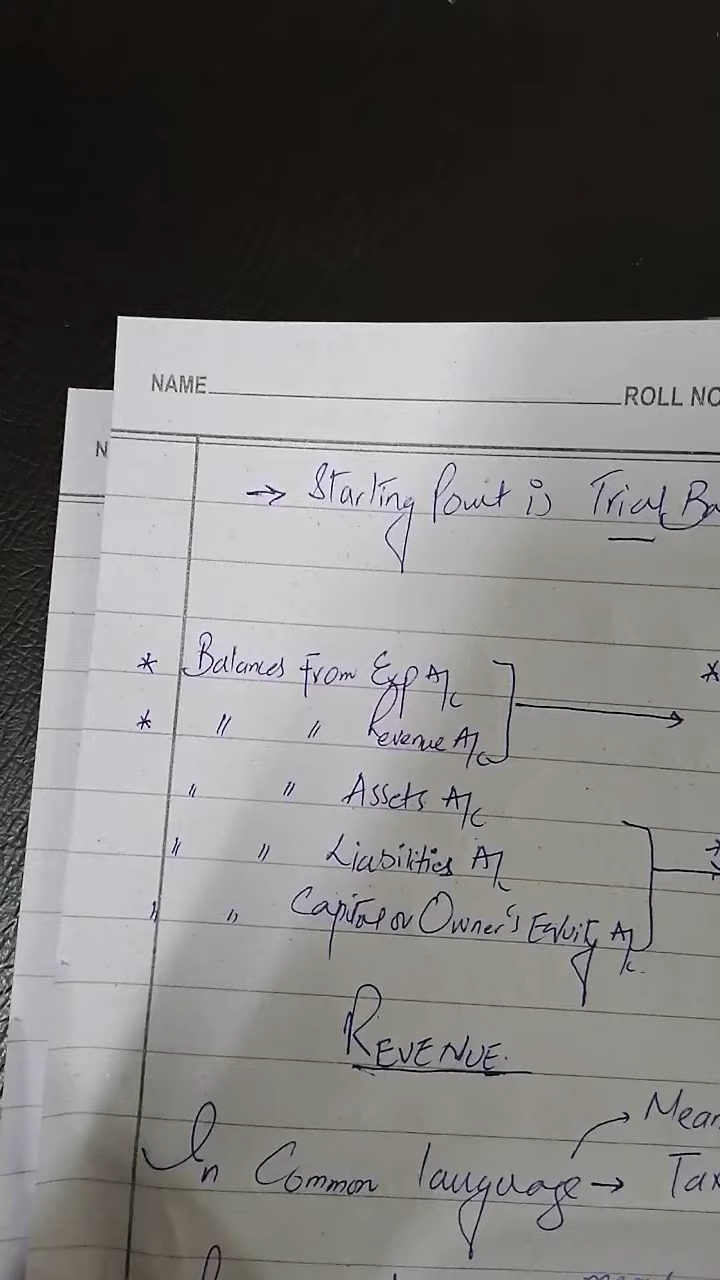 NAME ROLL NO
N
→ Starting Point is Trial Ba
* Balances from Exp A/c
* " " Revenue A/c
" " Assets A/c
" " Liabilities A/c
" " Capital or Owner's Equity A/c.
REVENUE.
Mean
In Common language → Tax